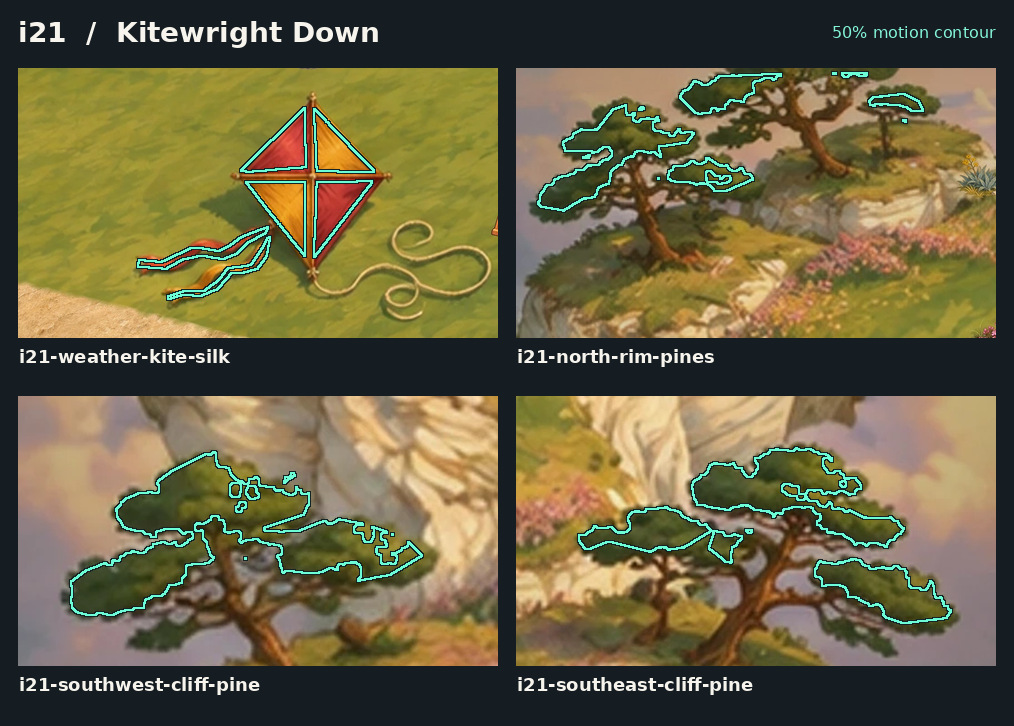 i21 / Kitewright Down
50% motion contour
i21-weather-kite-silk
i21-north-rim-pines
i21-southwest-cliff-pine
i21-southeast-cliff-pine